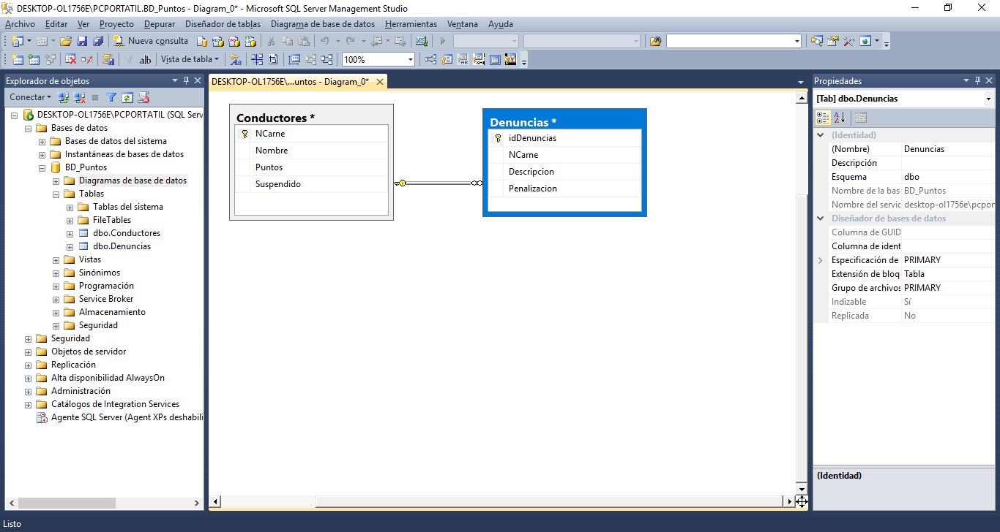 DESKTOP-OL1756E\PCPORTATIL.BD_Puntos - Diagram_0* - Microsoft SQL Server Management Studio
Archivo Editar Ver Proyecto Depurar Diseñador de tablas Diagrama de base de datos Herramientas Ventana Ayuda
Nueva consulta
Vista de tabla
100%
Explorador de objetos
Conectar
DESKTOP-OL1756E\PCPORTATIL (SQL Serv
Bases de datos
Bases de datos del sistema
Instantáneas de bases de datos
BD_Puntos
Diagramas de base de datos
Tablas
Tablas del sistema
FileTables
dbo.Conductores
dbo.Denuncias
Vistas
Sinónimos
Programación
Service Broker
Almacenamiento
Seguridad
Seguridad
Objetos de servidor
Replicación
Alta disponibilidad AlwaysOn
Administración
Catálogos de Integration Services
Agente SQL Server (Agent XPs deshabili
DESKTOP-OL1756E\...untos - Diagram_0*
Conductores *
NCarne
Nombre
Puntos
Suspendido
Denuncias *
idDenuncias
NCarne
Descripcion
Penalizacion
Propiedades
[Tab] dbo.Denuncias
(Identidad)
(Nombre) Denuncias
Descripción
Esquema dbo
Nombre de la bas BD_Puntos
Nombre del servic desktop-ol1756e\pcpor
Diseñador de bases de datos
Columna de GUID
Columna de ident
Especificación de PRIMARY
Extensión de bloq Tabla
Grupo de archivos PRIMARY
Indizable Sí
Replicada No
(Identidad)
Listo